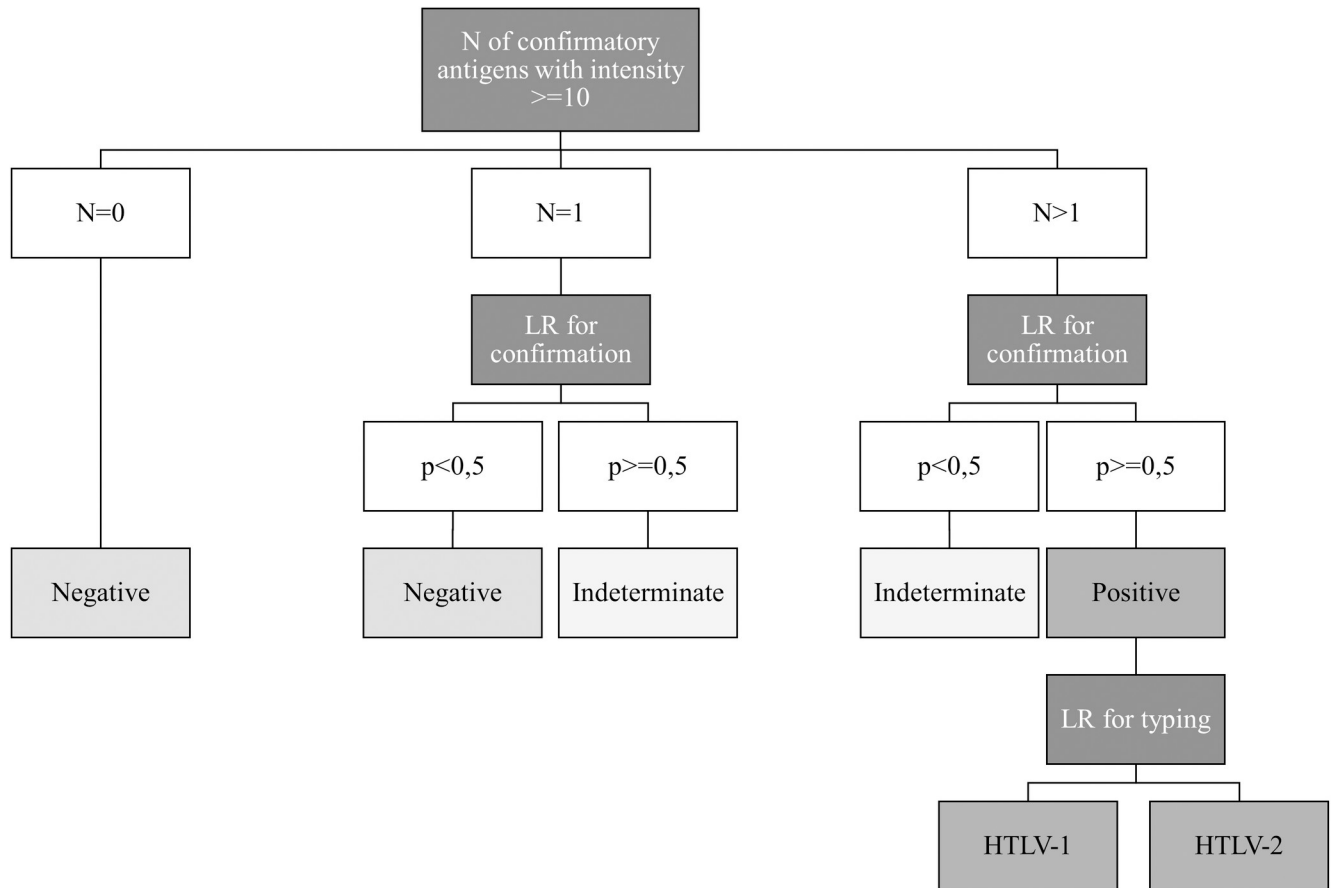 N of confirmatory
antigens with intensity
>=10
N=0
N=1
N>1
LR for
confirmation
LR for
confirmation
p<0,5
p>=0,5
p<0,5
p>=0,5
Negative
Negative
Indeterminate
Indeterminate
Positive
LR for typing
HTLV-1
HTLV-2